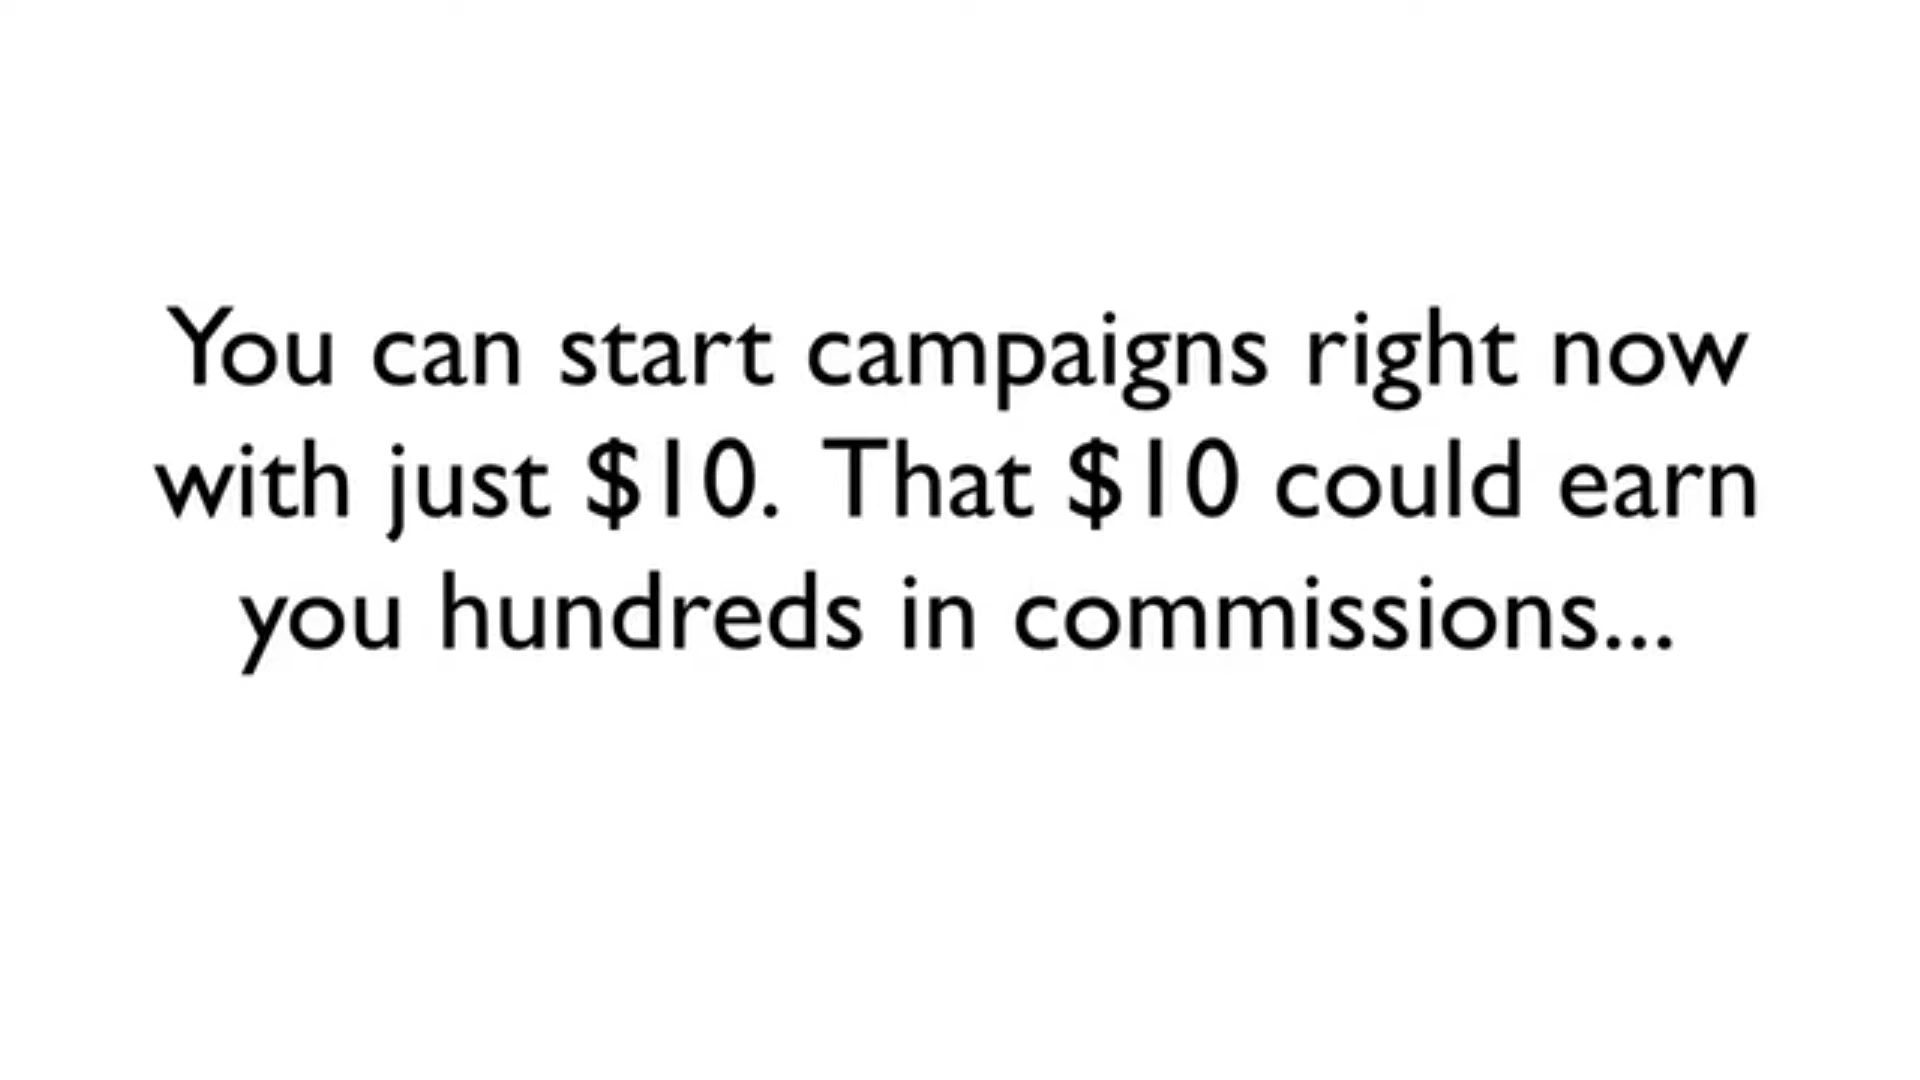 You can start campaigns right now
with just $10.  That $10 could earn
you hundreds in commissions...